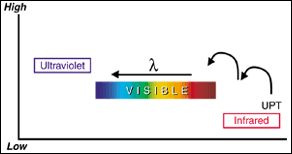 High
Ultraviolet
λ
VISIBLE
UPT
Infrared
Low